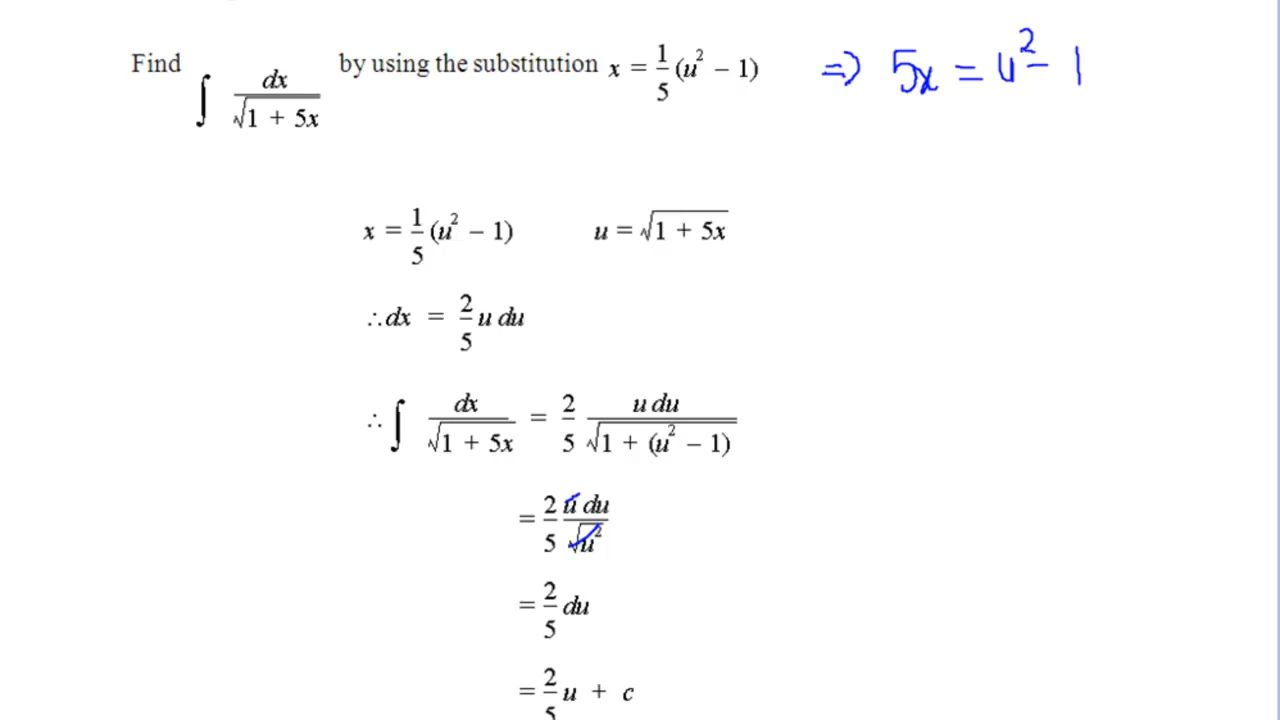 Find ∫ dx/√(1 + 5x) by using the substitution x = 1/5 (u² − 1) ⇒ 5x = u² − 1
x = 1/5 (u² − 1) u = √(1 + 5x)
∴ dx = 2/5 u du
∴ ∫ dx/√(1 + 5x) = 2/5 u du/√(1 + (u² − 1))
= 2/5 u du/√u²
= 2/5 du
= 2/5 u + c